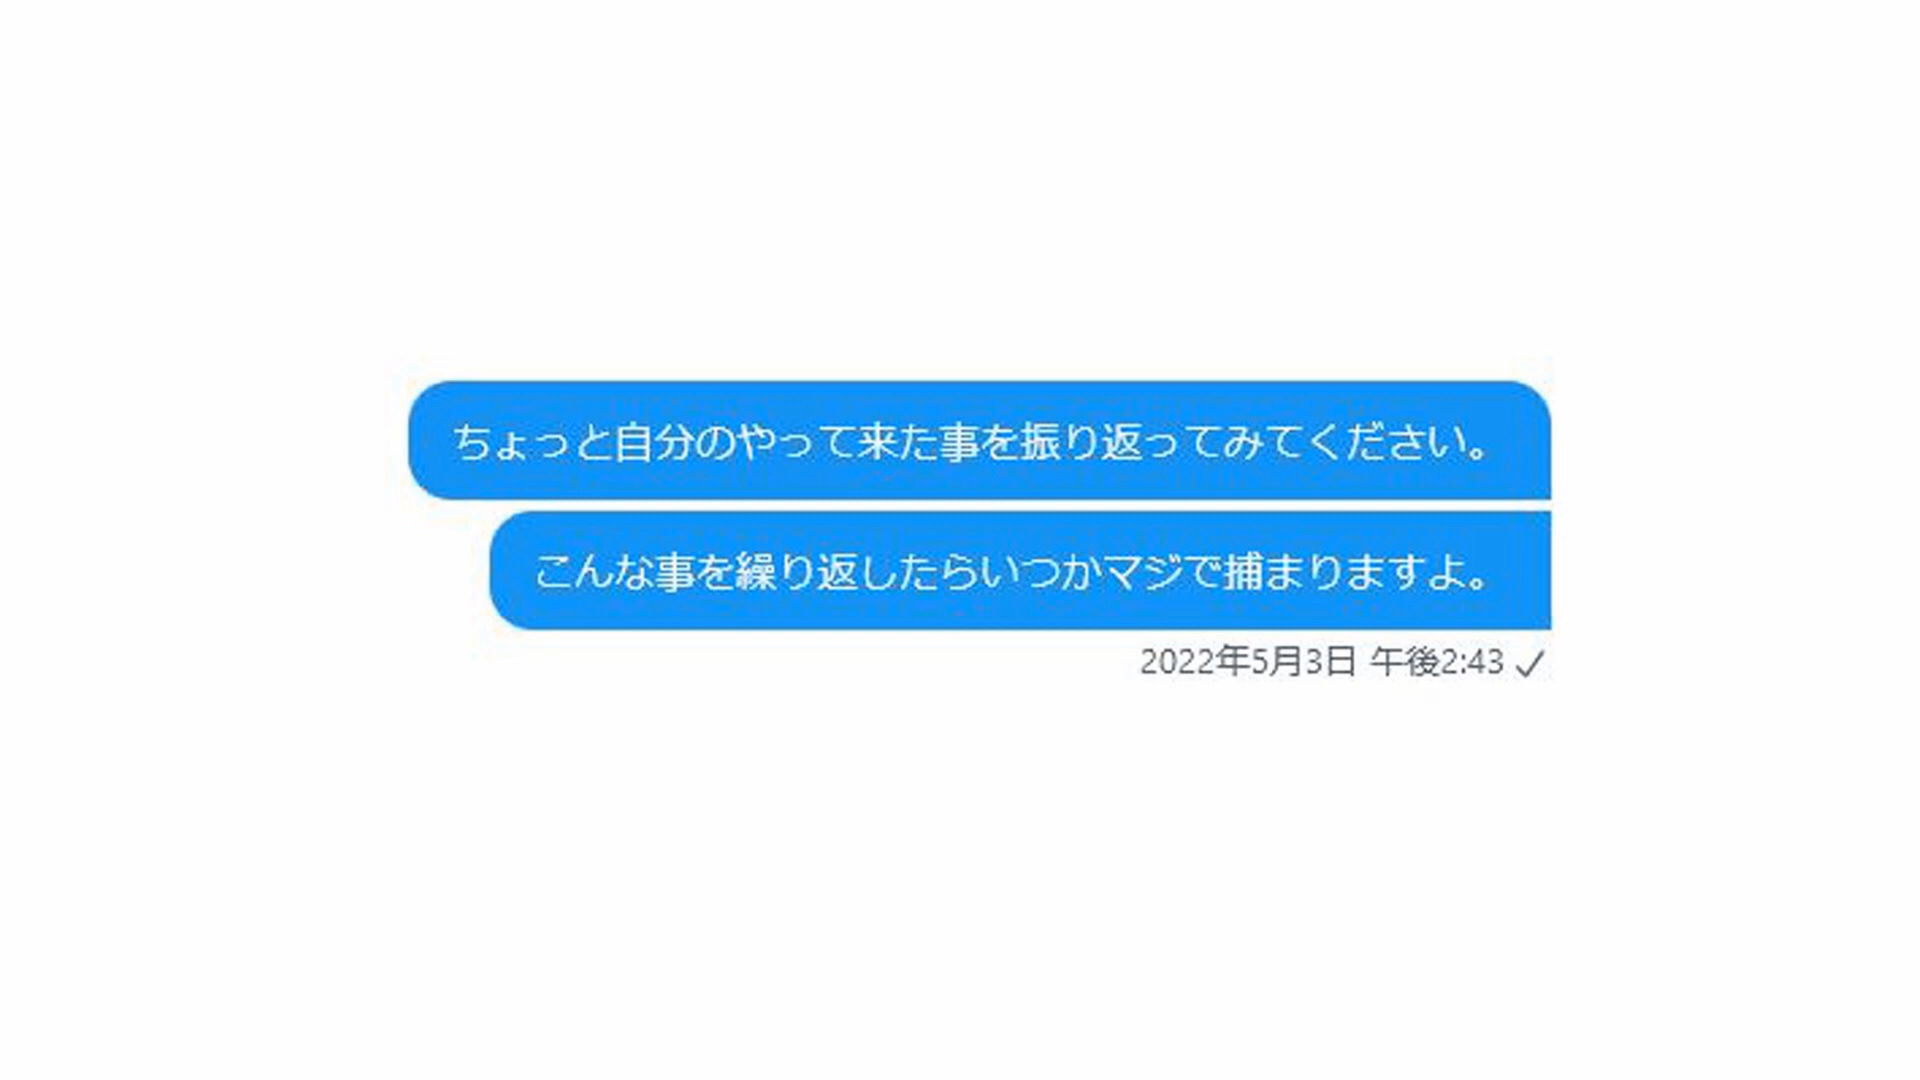 ちょっと自分のやって来た事を振り返ってみてください。
こんな事を繰り返したらいつかマジで捕まりますよ。
2022年5月3日 午後2:43 ✓